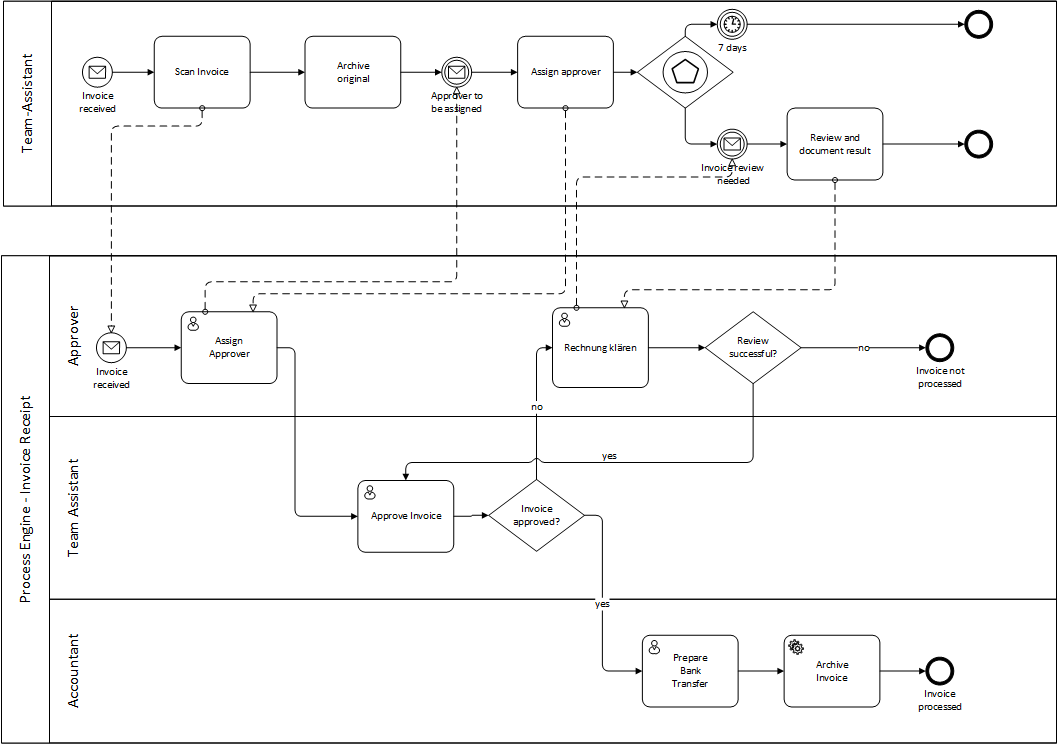 Team-Assistant
7 days
Scan Invoice
Archive
original
Assign approver
Invoice
received
Approver to
be assigned
Review and
document result
Invoice review
needed
Process Engine - Invoice Receipt
Approver
Assign
Approver
Rechnung klären
Review
successful?
no
Invoice
received
Invoice not
processed
no
yes
Team Assistant
Approve Invoice
Invoice
approved?
yes
Accountant
Prepare
Bank
Transfer
Archive
Invoice
Invoice
processed